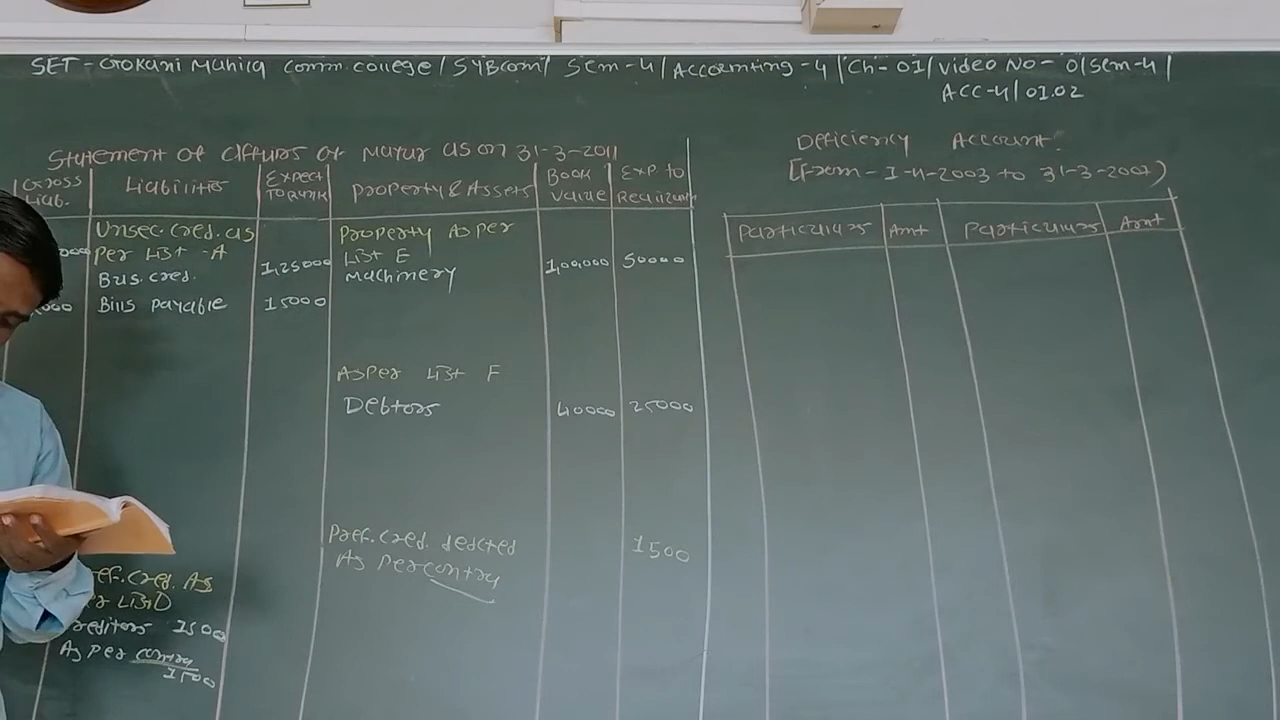 SET - Gokani Mahila Comm. College / SYBCom / Sem - 4 / Accounting - 4 / Ch - 01 / Video No - 01 Sem-4 /
ACC-4 / 01.02
Statement of Affairs of Mayur as on 31-3-2011
Gross Liab. Liabilities Expect To Rank Property & Assets Book Value Exp to Realize
Unsec. Cred. as
Per List - A
Bus. Cred. 1,25000
Bills Payable 15000
Property As per
List E
Machinery 1,00,000 50000
As Per List F
Debtors 40000 25000
Pref. Cred. dedcted 1500
As Per contra
Pref. Cred. As
List D
Creditors 1500
As Per contra
1500
Deficiency Account
[From - 1-4-2003 to 31-3-2007)
Particulars Amt Particulars Amt